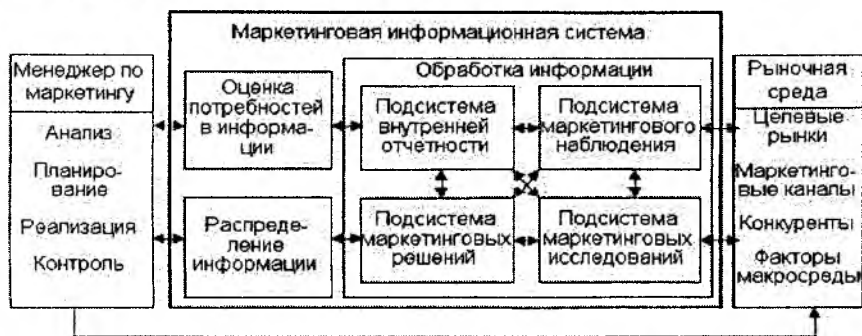 Маркетинговая информационная система
Менеджер по
маркетингу
Анализ
Планиро-
вание
Реализация
Контроль
Оценка
потребностей
в информа-
ции
Распреде-
ление
информации
Обработка информации
Подсистема
внутренней
отчетности
Подсистема
маркетингового
наблюдения
Подсистема
маркетинговых
решений
Подсистема
маркетинговых
исследований
Рыночная
среда
Целевые
рынки
Маркетинг-
овые каналы
Конкуренты
Факторы
макросреды